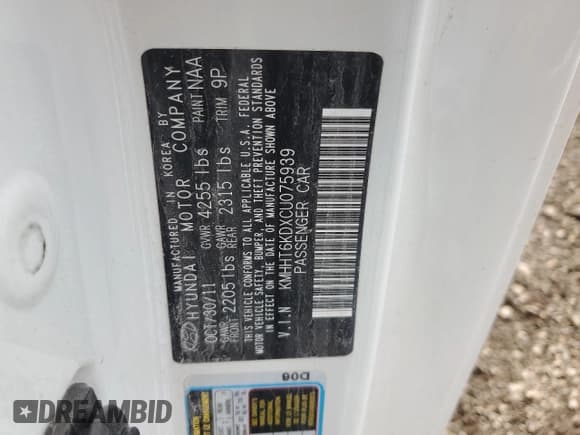 MANUFACTURED IN KOREA BY
HYUNDAI MOTOR COMPANY
OCT/30/11 GVWR 4255 lbs PAINT NAA
GAWR FRONT 2205 lbs GAWR REAR 2315 lbs TRIM 9P
THIS VEHICLE CONFORMS TO ALL APPLICABLE U.S.A. FEDERAL
MOTOR VEHICLE SAFETY, BUMPER, AND THEFT PREVENTION STANDARDS
IN EFFECT ON THE DATE OF MANUFACTURE SHOWN ABOVE
V.I.N KMHHT6KDXCU075939
PASSENGER CAR
D06
DREAMBID